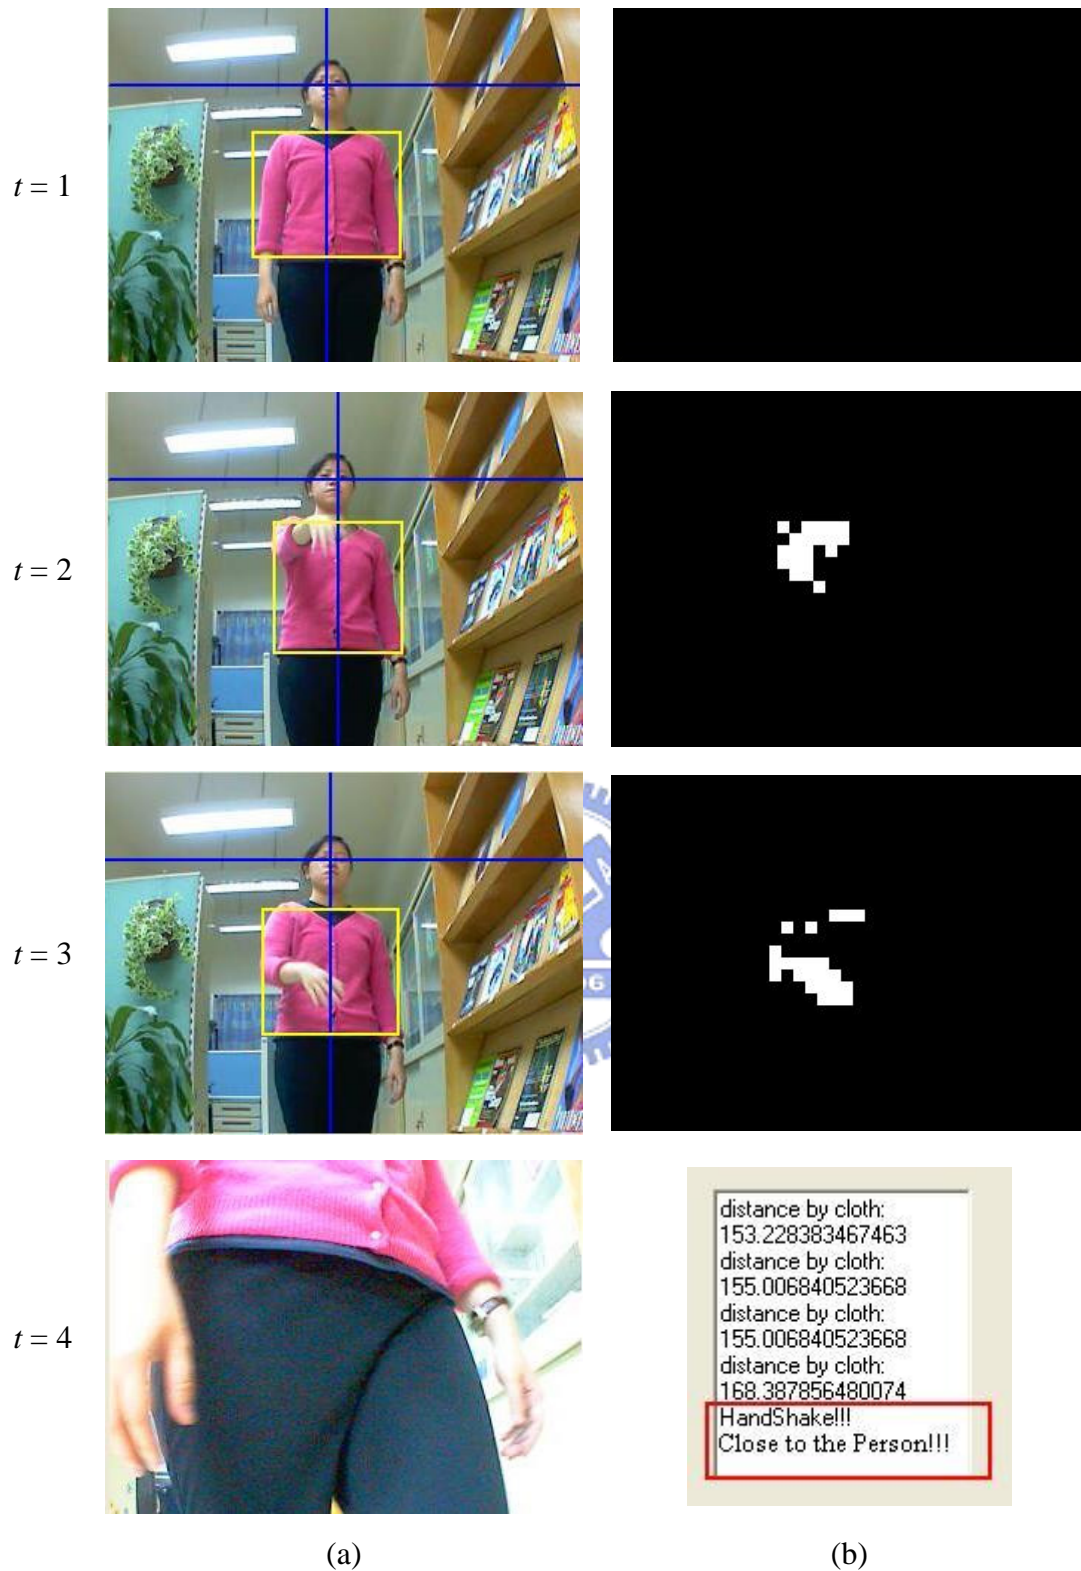 t = 1
t = 2
t = 3
t = 4
distance by cloth:
153.228383467463
distance by cloth:
155.006840523668
distance by cloth:
155.006840523668
distance by cloth:
168.387856480074
HandShake!!!
Close to the Person!!!
(a)
(b)